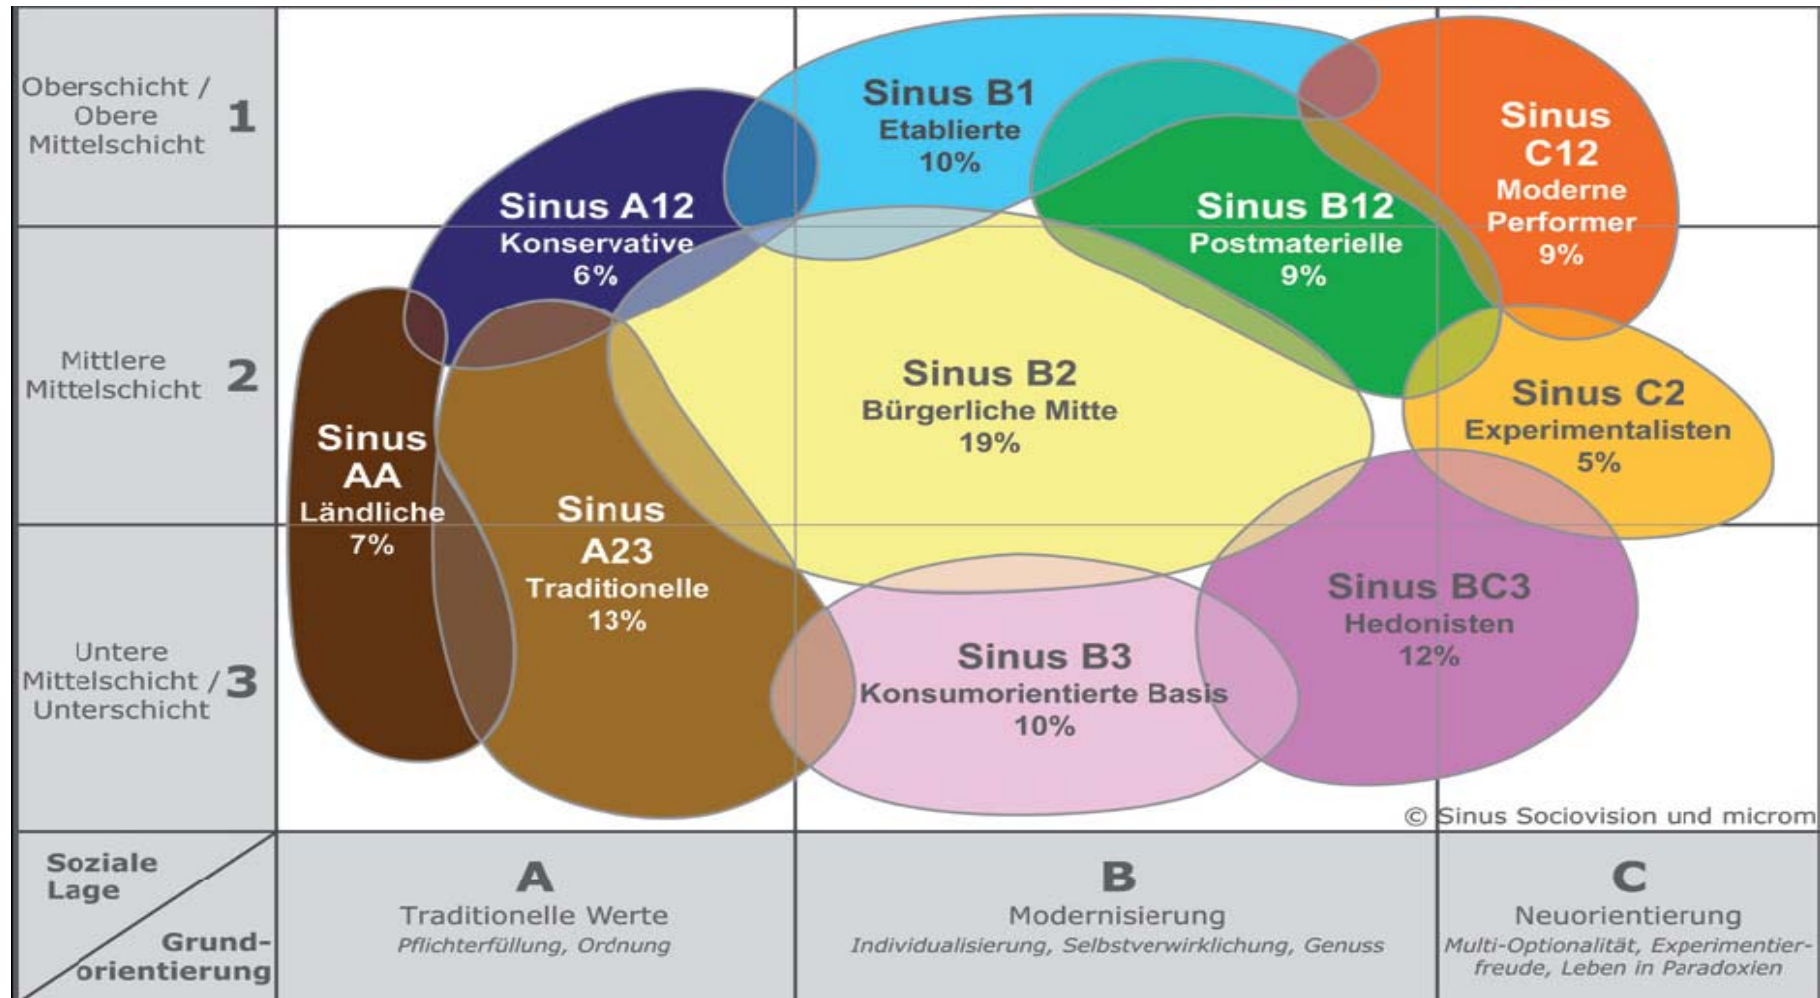 Oberschicht /
Obere
Mittelschicht
1
Mittlere
Mittelschicht
2
Untere
Mittelschicht /
Unterschicht
3
Sinus B1
Etablierte
10%
Sinus
C12
Moderne
Performer
9%
Sinus A12
Konservative
6%
Sinus B12
Postmaterielle
9%
Sinus B2
Bürgerliche Mitte
19%
Sinus C2
Experimentalisten
5%
Sinus
AA
Ländliche
7%
Sinus
A23
Traditionelle
13%
Sinus B3
Konsumorientierte Basis
10%
Sinus BC3
Hedonisten
12%
© Sinus Sociovision und microm
Soziale
Lage
Grund-
orientierung
A
Traditionelle Werte
Pflichterfüllung, Ordnung
B
Modernisierung
Individualisierung, Selbstverwirklichung, Genuss
C
Neuorientierung
Multi-Optionalität, Experimentier-
freude, Leben in Paradoxien